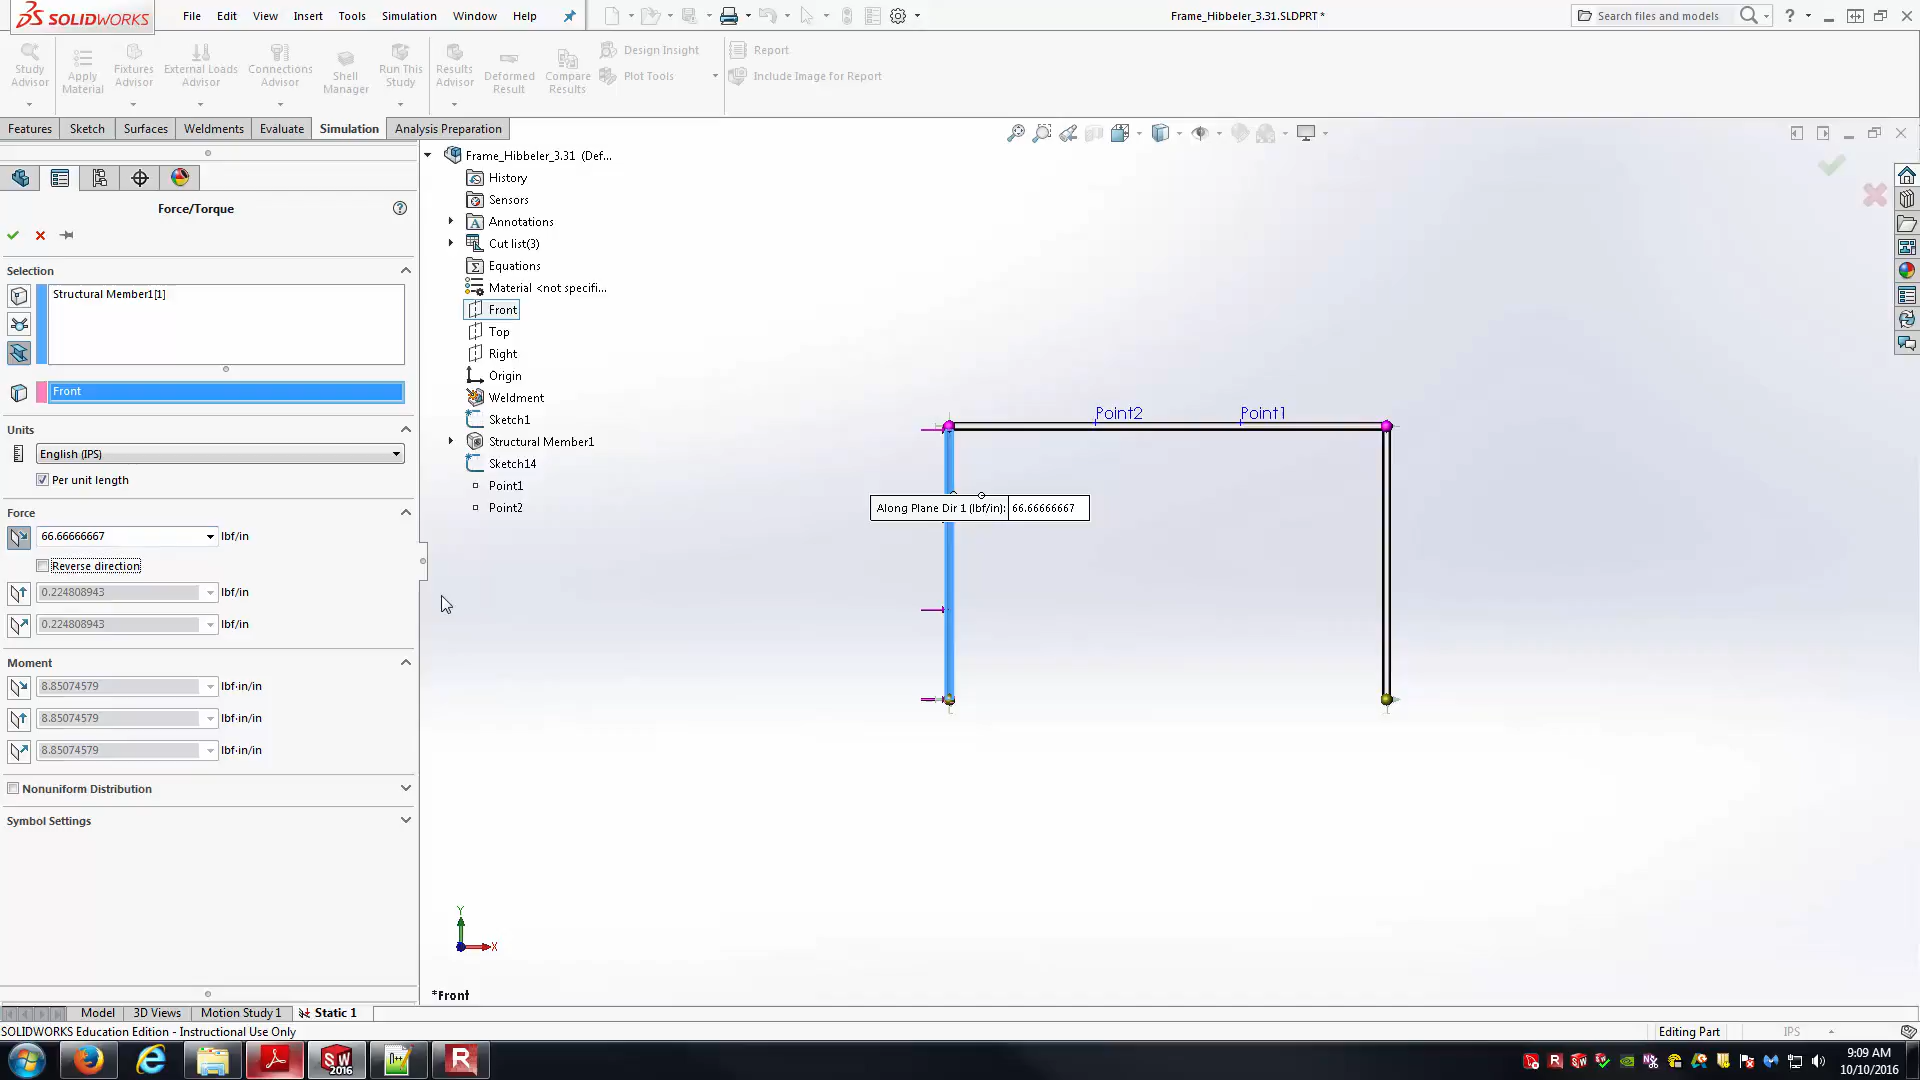 SOLIDWORKS
File Edit View Insert Tools Simulation Window Help
Frame_Hibbeler_3.31.SLDPRT *
Search files and models
Study Advisor
Apply Material
Fixtures Advisor
External Loads Advisor
Connections Advisor
Shell Manager
Run This Study
Results Advisor
Deformed Result
Compare Results
Design Insight
Plot Tools
Report
Include Image for Report
Features Sketch Surfaces Weldments Evaluate Simulation Analysis Preparation
Force/Torque
Selection
Structural Member1[1]
Front
Units
English (IPS)
Per unit length
Force
66.66666667 lbf/in
Reverse direction
0.224808943 lbf/in
0.224808943 lbf/in
Moment
8.85074579 lbf·in/in
8.85074579 lbf·in/in
8.85074579 lbf·in/in
Nonuniform Distribution
Symbol Settings
Frame_Hibbeler_3.31 (Def...
History
Sensors
Annotations
Cut list(3)
Equations
Material <not specifi...
Front
Top
Right
Origin
Weldment
Sketch1
Structural Member1
Sketch14
Point1
Point2
Point2 Point1
Along Plane Dir 1 (lbf/in): 66.66666667
Y
X
*Front
Model 3D Views Motion Study 1 Static 1
SOLIDWORKS Education Edition - Instructional Use Only
Editing Part IPS
SW 2016
9:09 AM
10/10/2016